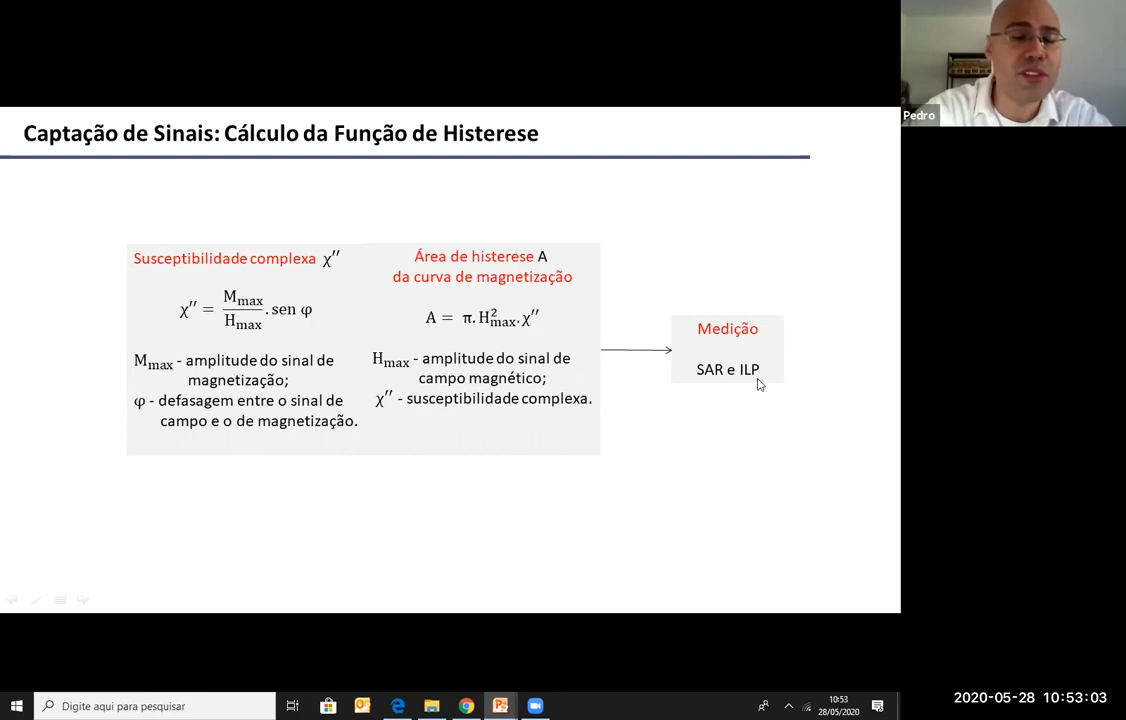 Captação de Sinais: Cálculo da Função de Histerese
Pedro
Susceptibilidade complexa χ′′
χ′′ = M_max / H_max . sen φ
M_max - amplitude do sinal de
magnetização;
φ - defasagem entre o sinal de
campo e o de magnetização.
Área de histerese A
da curva de magnetização
A = π. H²_max. χ′′
H_max - amplitude do sinal de
campo magnético;
χ′′ - susceptibilidade complexa.
Medição
SAR e ILP
Digite aqui para pesquisar
10:53
28/05/2020
2020-05-28 10:53:03